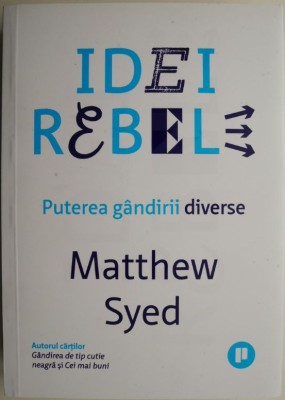 IDEI
REBELE
Puterea gândirii diverse
Matthew
Syed
Autorul cărților
Gândirea de tip cutie
neagră și Cei mai buni
P